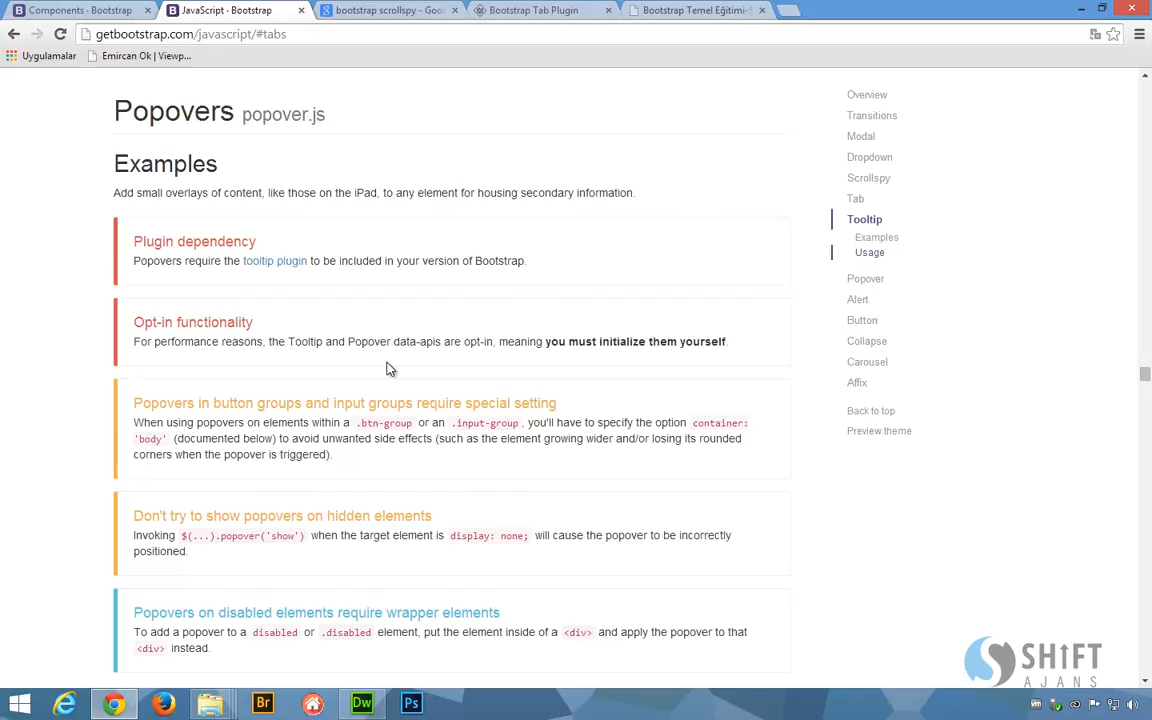 Components · Bootstrap
JavaScript · Bootstrap
bootstrap scrollspy - Goo
Bootstrap Tab Plugin
Bootstrap Temel Eğitimi-S
getbootstrap.com/javascript/#tabs
Uygulamalar
Emircan Ok | Viewp...
Popovers popover.js
Examples
Add small overlays of content, like those on the iPad, to any element for housing secondary information.
Plugin dependency
Popovers require the tooltip plugin to be included in your version of Bootstrap.
Opt-in functionality
For performance reasons, the Tooltip and Popover data-apis are opt-in, meaning you must initialize them yourself.
Popovers in button groups and input groups require special setting
When using popovers on elements within a .btn-group or an .input-group, you'll have to specify the option container:
'body' (documented below) to avoid unwanted side effects (such as the element growing wider and/or losing its rounded
corners when the popover is triggered).
Don't try to show popovers on hidden elements
Invoking $(...).popover('show') when the target element is display: none; will cause the popover to be incorrectly
positioned.
Popovers on disabled elements require wrapper elements
To add a popover to a disabled or .disabled element, put the element inside of a <div> and apply the popover to that
<div> instead.
Overview
Transitions
Modal
Dropdown
Scrollspy
Tab
Tooltip
Examples
Usage
Popover
Alert
Button
Collapse
Carousel
Affix
Back to top
Preview theme
SHIFT
AJANS
Br
Dw
Ps